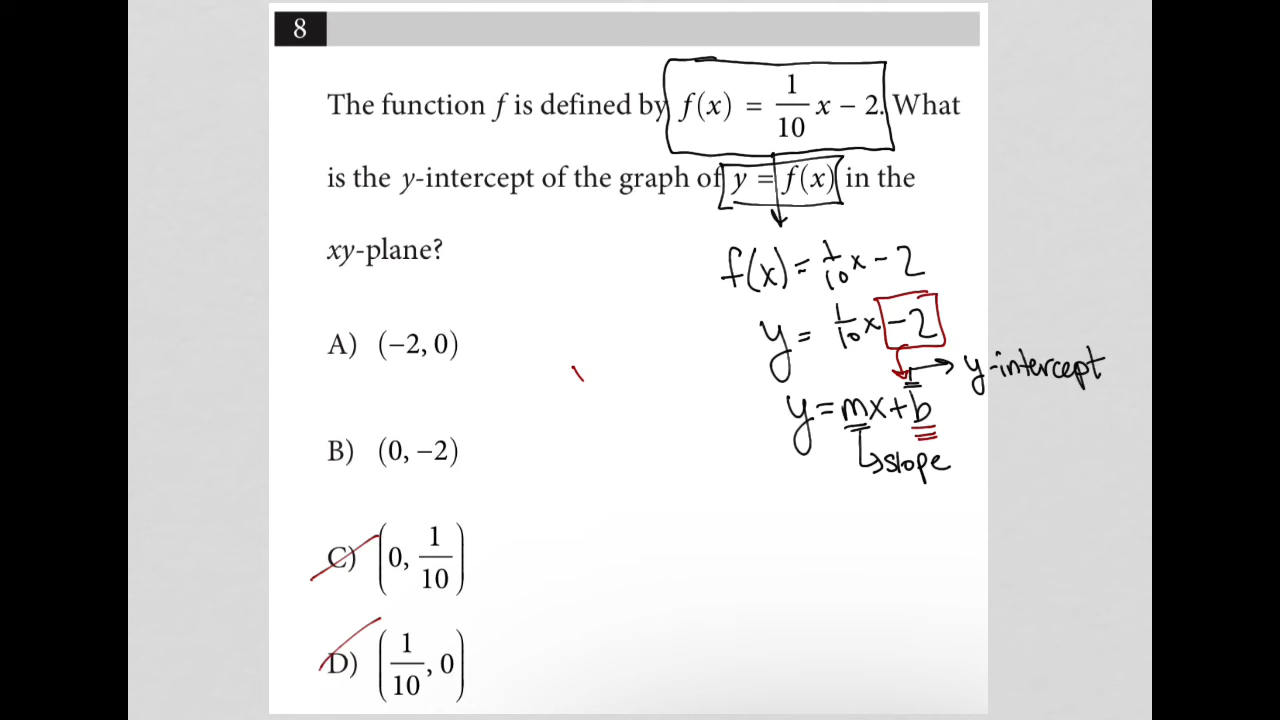 8
The function f is defined by f(x) = 1/10 x − 2. What
is the y-intercept of the graph of y = f(x) in the
xy-plane?
f(x) = 1/10 x − 2
y = 1/10 x − 2
y-intercept
y = mx + b
slope
A) (−2, 0)
B) (0, −2)
C) (0, 1/10)
D) (1/10, 0)